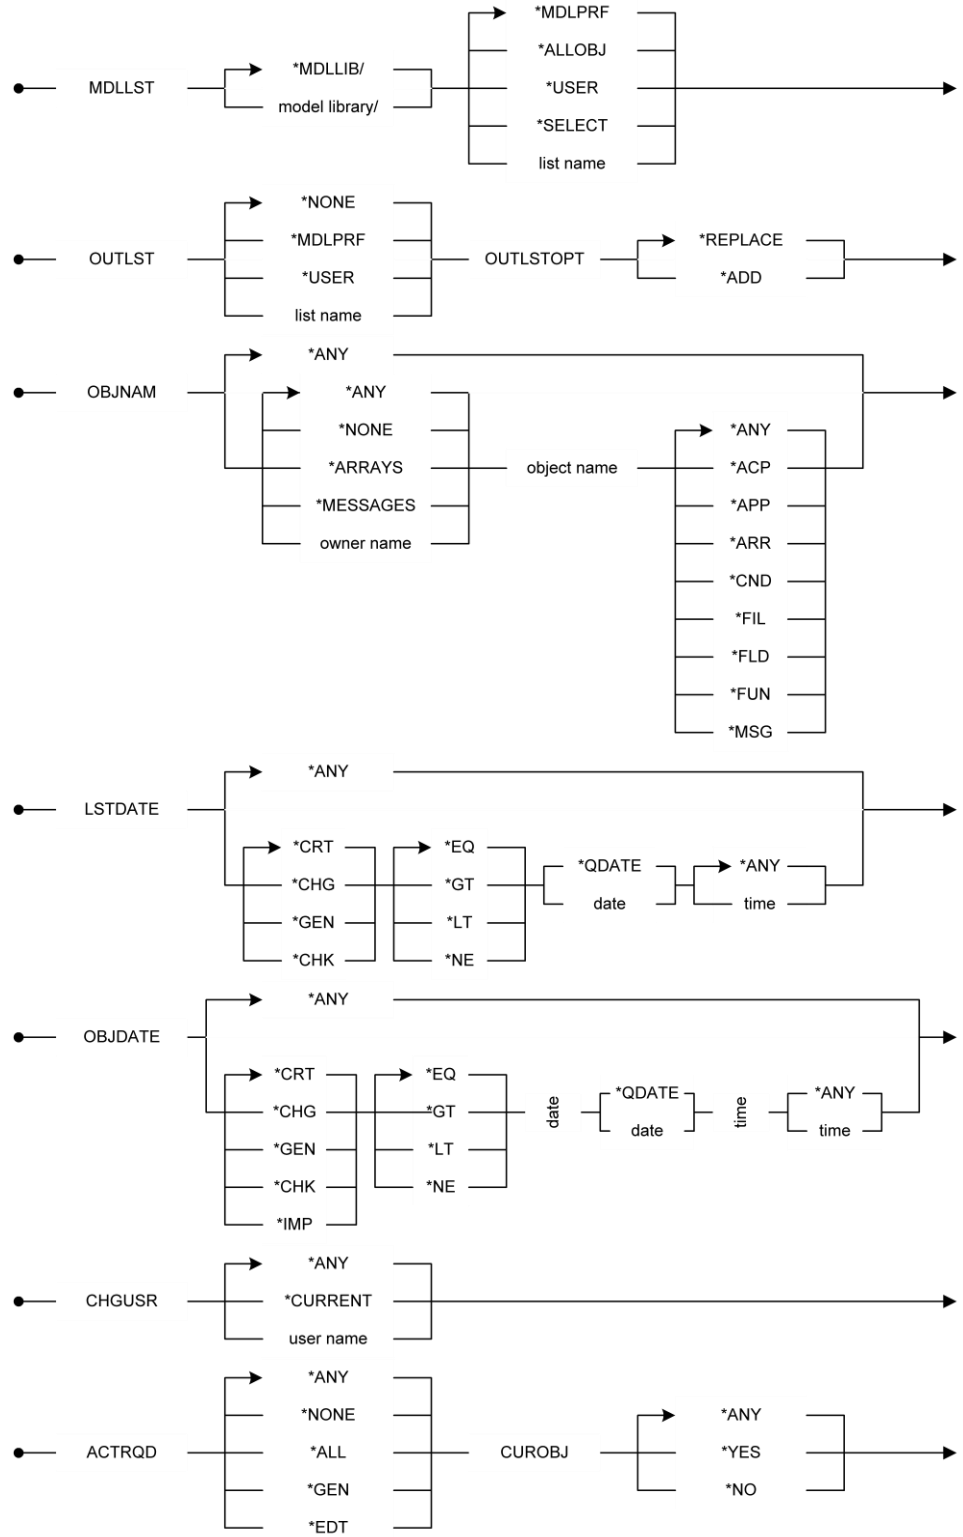 *MDLPRF
*ALLOBJ
MDLLST *MDLLIB/ *USER
model library/ *SELECT
list name
*NONE
*MDLPRF *REPLACE
OUTLST OUTLSTOPT
*USER *ADD
list name
*ANY
OBJNAM *ANY
*NONE *ANY
*ARRAYS object name *ACP
*MESSAGES *APP
owner name *ARR
*CND
*FIL
*FLD
*FUN
*MSG
*ANY
LSTDATE
*CRT *EQ *QDATE *ANY
*CHG *GT date time
*GEN *LT
*CHK *NE
*ANY
OBJDATE
*CRT *EQ *QDATE *ANY
*CHG *GT date time
*GEN *LT date time
*CHK *NE
*IMP
*ANY
CHGUSR *CURRENT
user name
*ANY
*NONE *ANY
ACTRQD *ALL CUROBJ *YES
*GEN *NO
*EDT